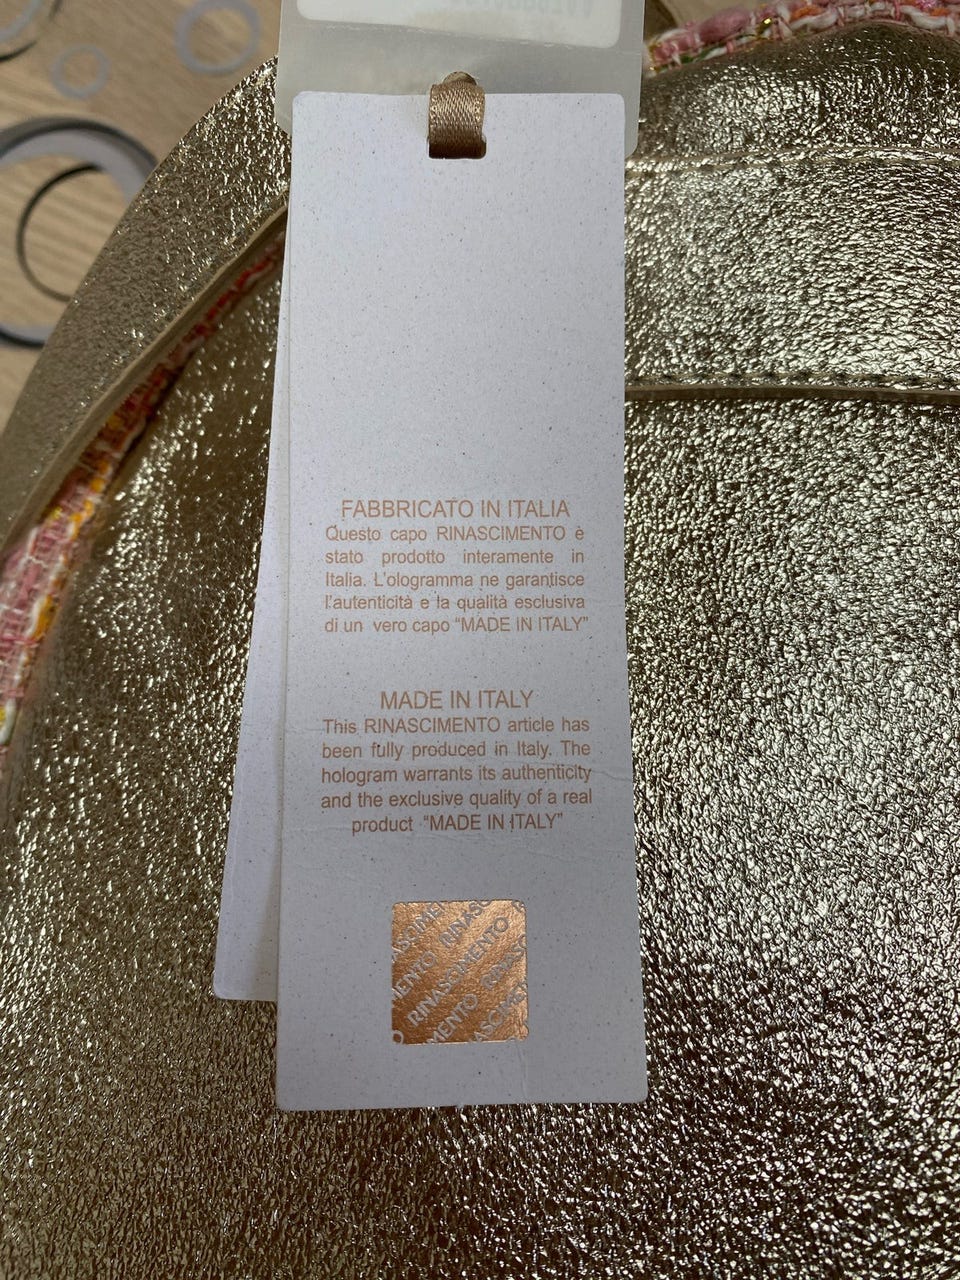 FABBRICATO IN ITALIA
Questo capo RINASCIMENTO è
stato prodotto interamente in
Italia. L'ologramma ne garantisce
l'autenticità e la qualità esclusiva
di un vero capo “MADE IN ITALY”
MADE IN ITALY
This RINASCIMENTO article has
been fully produced in Italy. The
hologram warrants its authenticity
and the exclusive quality of a real
product “MADE IN ITALY”
RINASCIMENTO